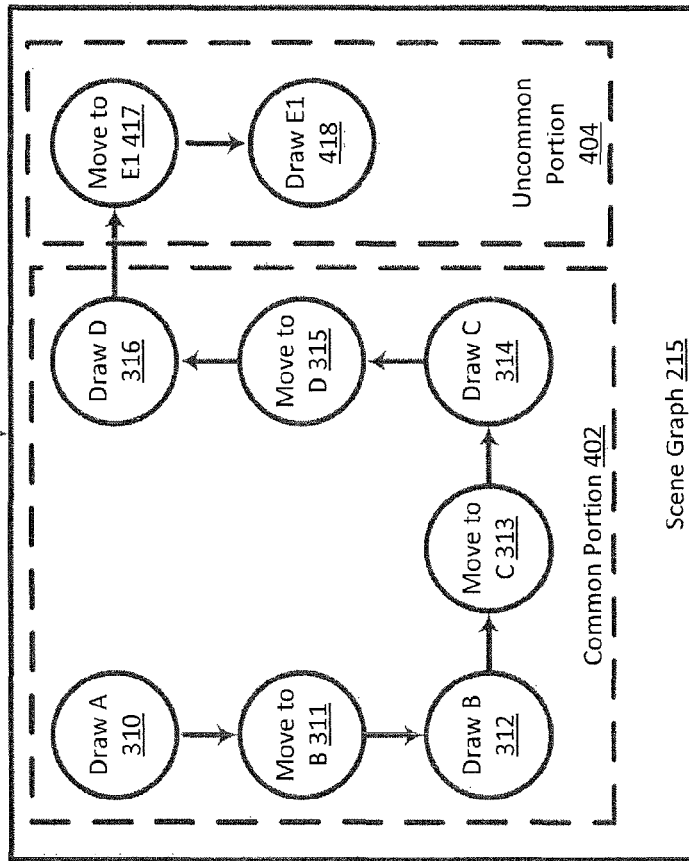 Draw A
310
Move to
B 311
Draw B
312
Move to
C 313
Draw C
314
Move to
D 315
Draw D
316
Move to
E1 417
Draw E1
418
Common Portion 402
Uncommon
Portion
404
Scene Graph 215